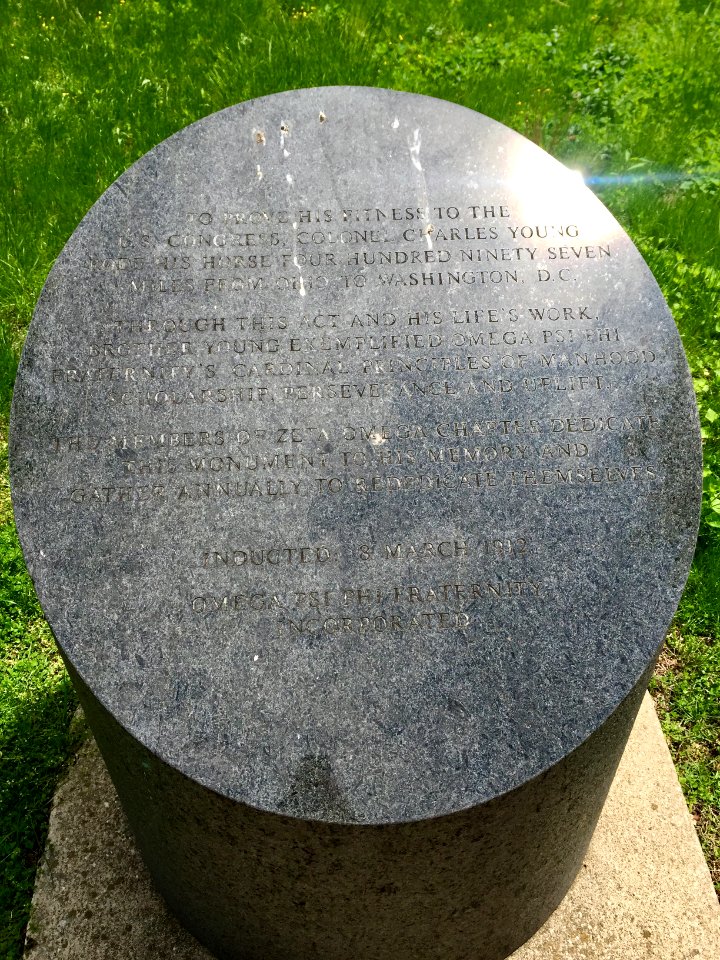 TO PROVE HIS FITNESS TO THE
U.S. CONGRESS, COLONEL CHARLES YOUNG
RODE HIS HORSE FOUR HUNDRED NINETY SEVEN
MILES FROM OHIO TO WASHINGTON, D.C.
THROUGH THIS ACT AND HIS LIFE'S WORK,
BROTHER YOUNG EXEMPLIFIED OMEGA PSI PHI
FRATERNITY'S CARDINAL PRINCIPLES OF MANHOOD
SCHOLARSHIP, PERSEVERANCE AND UPLIFT.
THE MEMBERS OF ZETA OMEGA CHAPTER DEDICATE
THIS MONUMENT TO HIS MEMORY AND
GATHER ANNUALLY TO REDEDICATE THEMSELVES
INDUCTED, 8 MARCH 1912
OMEGA PSI PHI FRATERNITY
INCORPORATED